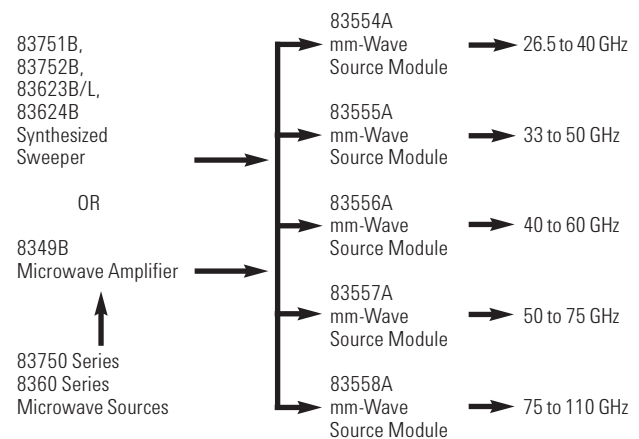 83751B,
83752B,
83623B/L,
83624B
Synthesized
Sweeper
OR
8349B
Microwave Amplifier
83750 Series
8360 Series
Microwave Sources
83554A
mm-Wave
Source Module
26.5 to 40 GHz
83555A
mm-Wave
Source Module
33 to 50 GHz
83556A
mm-Wave
Source Module
40 to 60 GHz
83557A
mm-Wave
Source Module
50 to 75 GHz
83558A
mm-Wave
Source Module
75 to 110 GHz